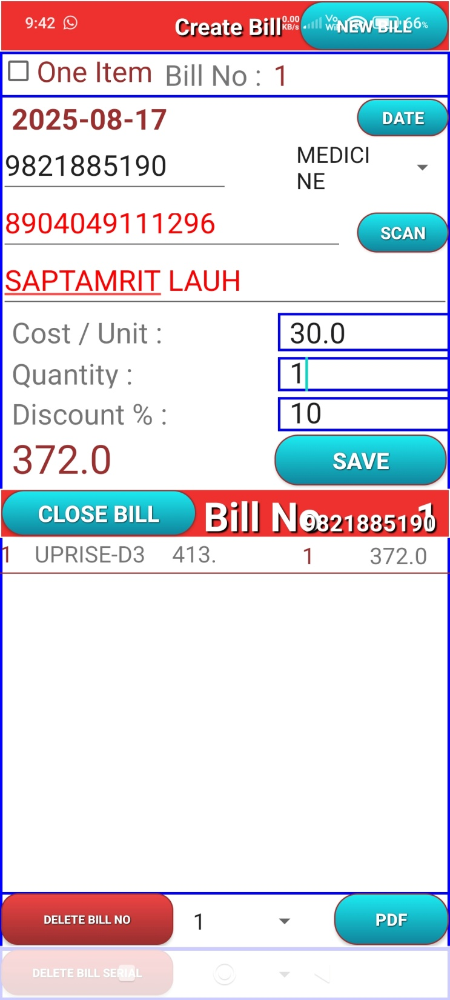 9:42
Create Bill
0.00
KB/s
NEW BILL
66%
One Item
Bill No :
1
2025-08-17
DATE
9821885190
MEDICI
NE
8904049111296
SCAN
SAPTAMRIT LAUH
Cost / Unit :
30.0
Quantity :
1
Discount % :
10
372.0
SAVE
CLOSE BILL
Bill No
1
9821885190
1 UPRISE-D3 413. 1 372.0
DELETE BILL NO
1
PDF
DELETE BILL SERIAL